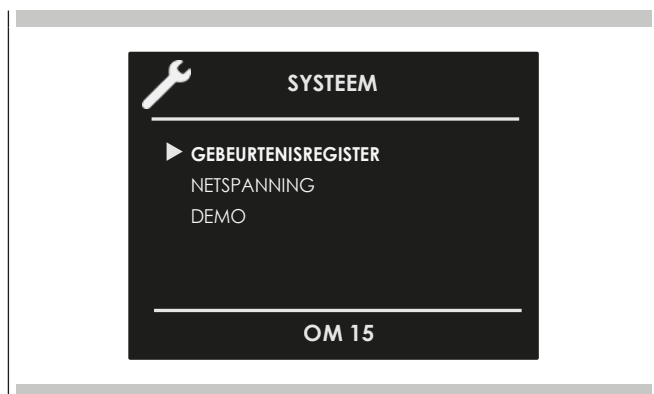 SYSTEEM
GEBEURTENISREGISTER
NETSPANNING
DEMO
OM 15